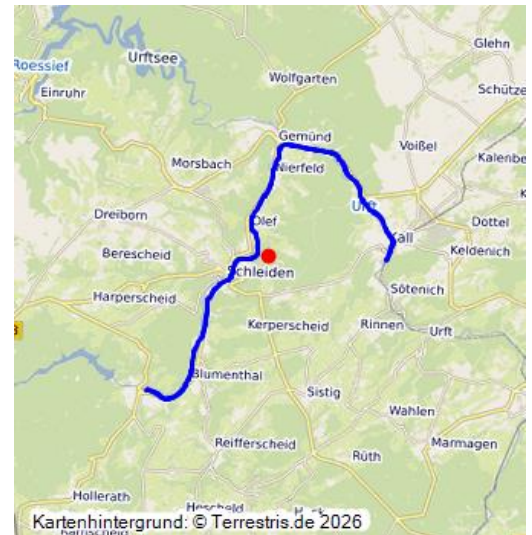 Glehn
Urftsee
Roessief
Wolfgarten
Einruhr
Schütze
Gemünd
Voißel
Morsbach
Kalenbe
Nierfeld
Urft
Dreiborn
Olef
Dottel
Kall
Berescheid
Keldenich
Schleiden
Harperscheid
Sötenich
Kerperscheid
Rinnen
Urft
Blumenthal
Sistig
Wahlen
Reifferscheid
Marmagen
Rüth
Hollerath
Kartenhintergrund: © Terrestris.de 2026